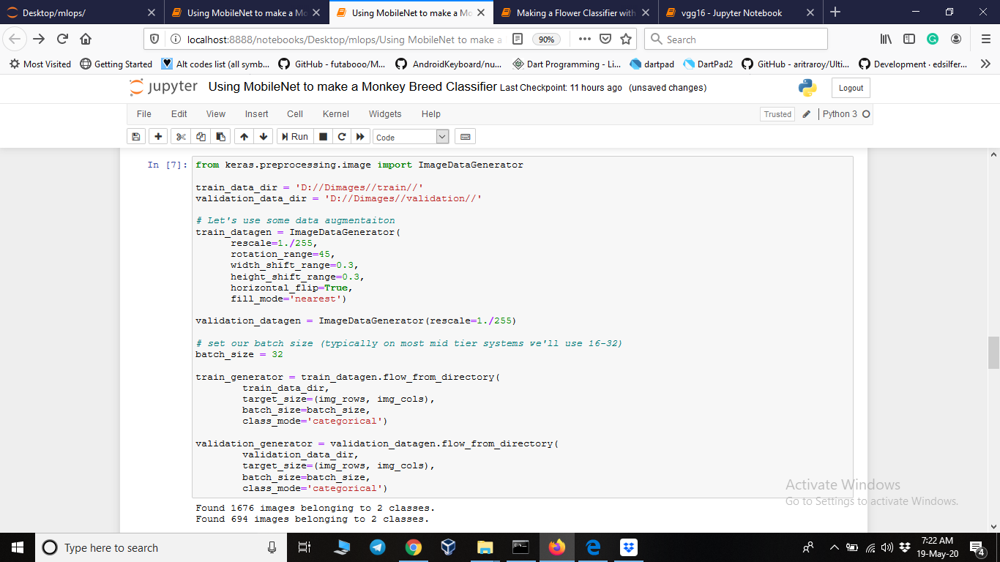 Desktop/mlops/
Using MobileNet to make a Mo
Using MobileNet to make a Mo
Making a Flower Classifier with
vgg16 - Jupyter Notebook
localhost:8888/notebooks/Desktop/mlops/Using MobileNet to make a
90%
Search
Most Visited
Getting Started
Alt codes list (all symb...
GitHub - futabooo/M...
AndroidKeyboard/nu...
Dart Programming - Li...
dartpad
DartPad2
GitHub - aritraroy/Ulti...
Development · edsilfer...
jupyter Using MobileNet to make a Monkey Breed Classifier Last Checkpoint: 11 hours ago (unsaved changes)
Logout
File Edit View Insert Cell Kernel Widgets Help
Trusted
Python 3
Run
Code
In [7]: from keras.preprocessing.image import ImageDataGenerator
train_data_dir = 'D://Dimages//train//'
validation_data_dir = 'D://Dimages//validation//'
# Let's use some data augmentaiton
train_datagen = ImageDataGenerator(
rescale=1./255,
rotation_range=45,
width_shift_range=0.3,
height_shift_range=0.3,
horizontal_flip=True,
fill_mode='nearest')
validation_datagen = ImageDataGenerator(rescale=1./255)
# set our batch size (typically on most mid tier systems we'll use 16-32)
batch_size = 32
train_generator = train_datagen.flow_from_directory(
train_data_dir,
target_size=(img_rows, img_cols),
batch_size=batch_size,
class_mode='categorical')
validation_generator = validation_datagen.flow_from_directory(
validation_data_dir,
target_size=(img_rows, img_cols),
batch_size=batch_size,
class_mode='categorical')
Found 1676 images belonging to 2 classes.
Found 694 images belonging to 2 classes.
Activate Windows
Go to Settings to activate Windows.
Type here to search
7:22 AM
19-May-20
4